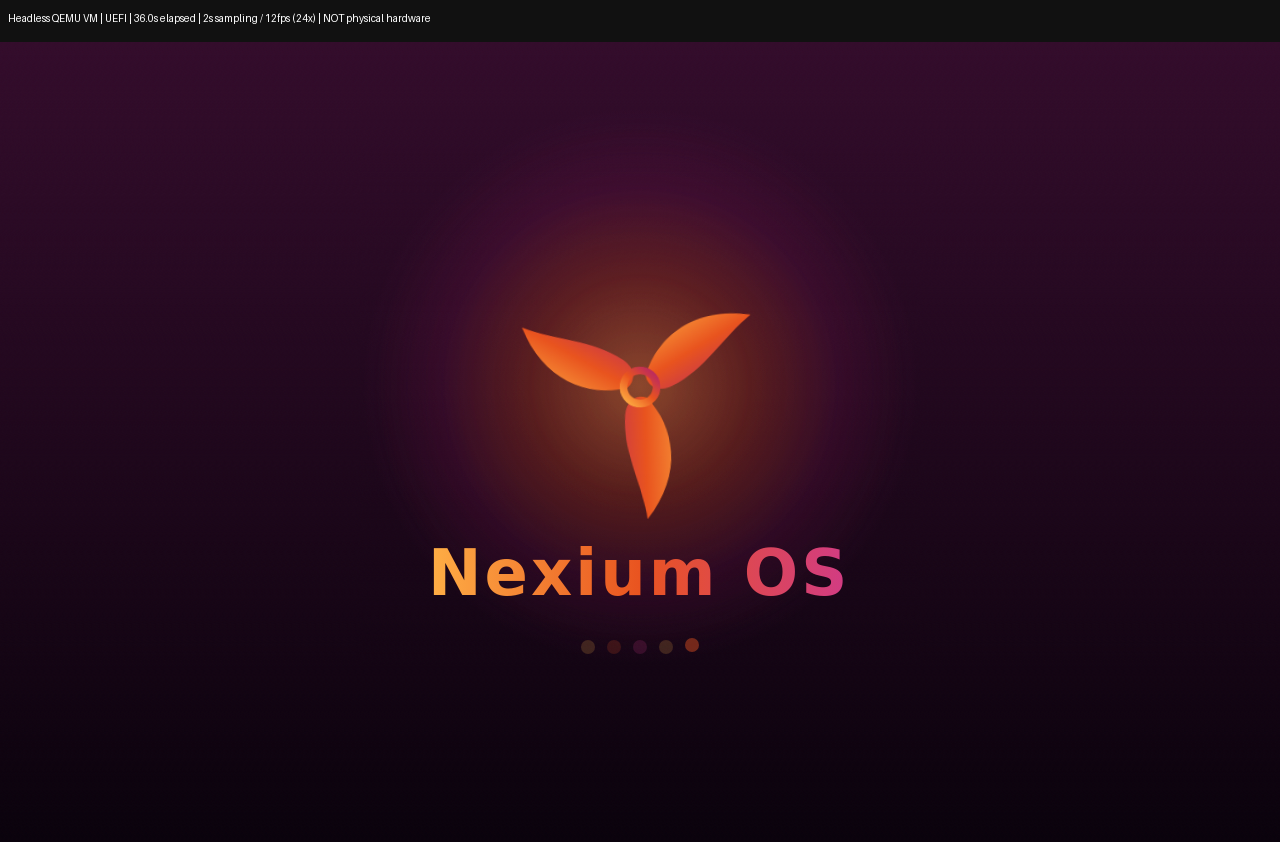 Headless QEMU VM | UEFI | 36.0s elapsed | 2s sampling / 12fps (24x) | NOT physical hardware
Nexium OS